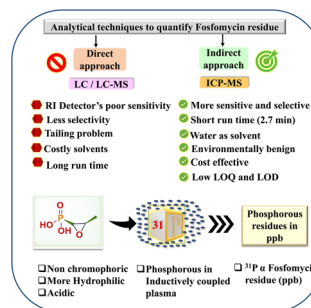 Analytical techniques to quantify Fosfomycin residue
Direct approach
Indirect approach
LC / LC-MS
ICP-MS
RI Detector's poor sensitivity
Less selectivity
Tailing problem
Costly solvents
Long run time
More sensitive and selective
Short run time (2.7 min)
Water as solvent
Environmentally benign
Cost effective
Low LOQ and LOD
O
HO P
OH O
31
Phosphorous residues in ppb
Non chromophoric
More Hydrophilic
Acidic
Phosphorous in Inductively coupled plasma
31P α Fosfomycin residue (ppb)